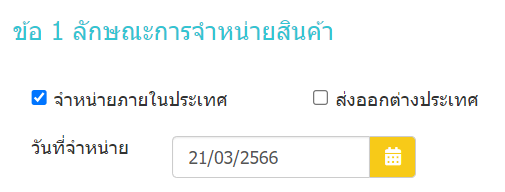 ข้อ 1 ลักษณะการจำหน่ายสินค้า
จำหน่ายภายในประเทศ ส่งออกต่างประเทศ
วันที่จำหน่าย 21/03/2566